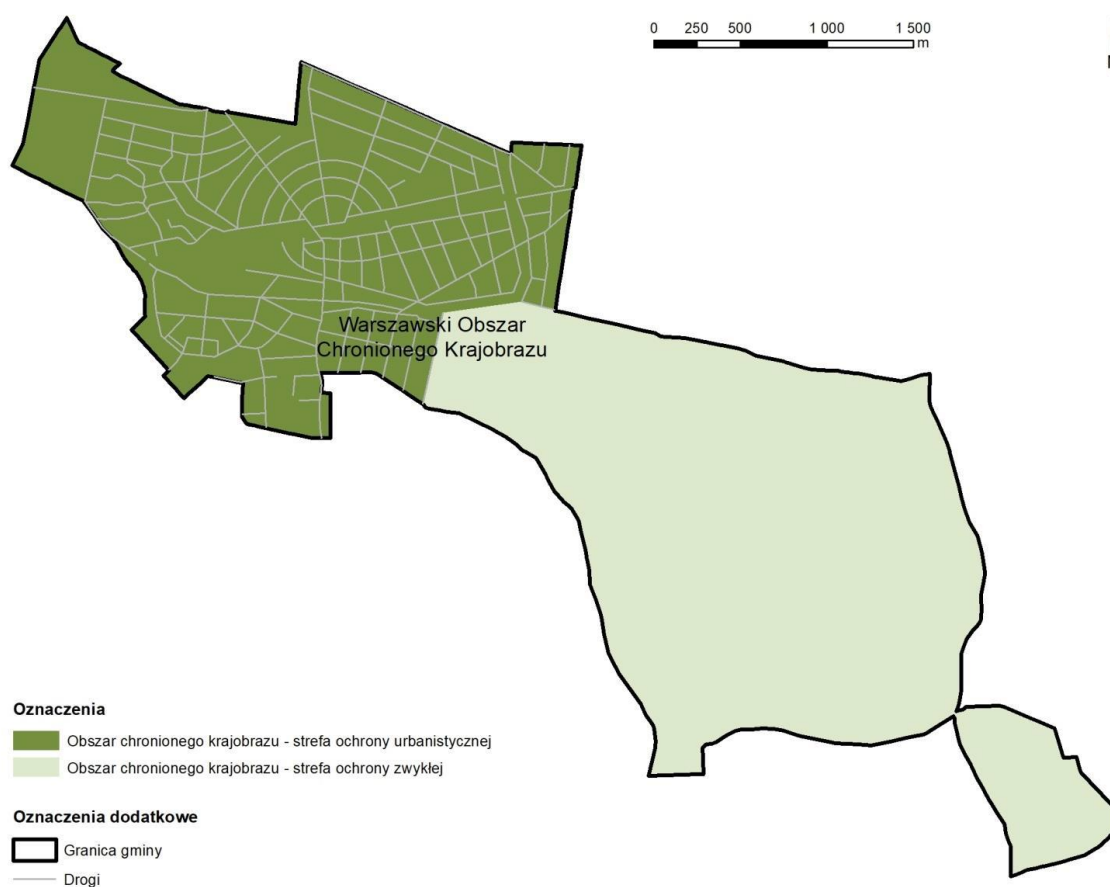 0 250 500 1 000 1 500
m
Warszawski Obszar
Chronionego Krajobrazu
Oznaczenia
Obszar chronionego krajobrazu - strefa ochrony urbanistycznej
Obszar chronionego krajobrazu - strefa ochrony zwykłej
Oznaczenia dodatkowe
Granica gminy
Drogi